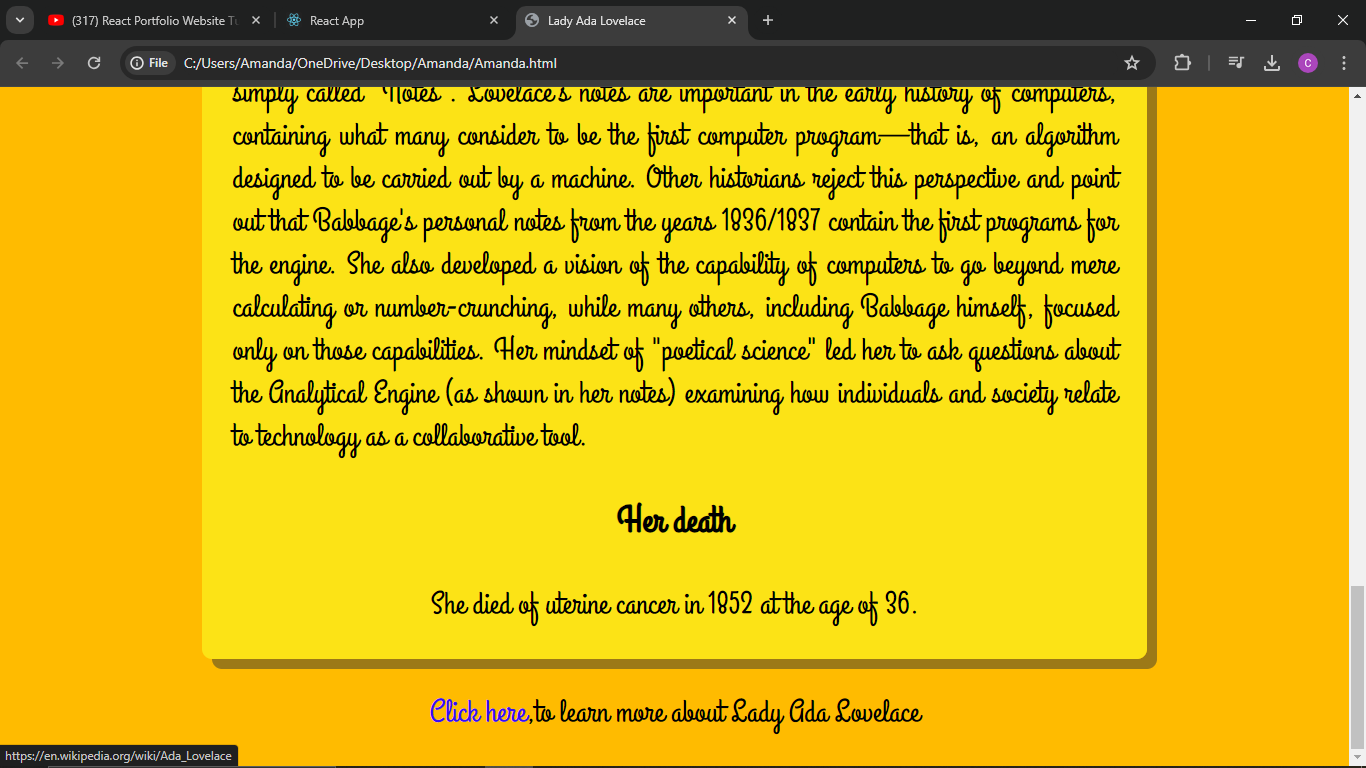 (317) React Portfolio Website Tu
React App
Lady Ada Lovelace
File
C:/Users/Amanda/OneDrive/Desktop/Amanda/Amanda.html
C
simply called "Notes". Lovelace's notes are important in the early history of computers,
containing what many consider to be the first computer program—that is, an algorithm
designed to be carried out by a machine. Other historians reject this perspective and point
out that Babbage's personal notes from the years 1836/1837 contain the first programs for
the engine. She also developed a vision of the capability of computers to go beyond mere
calculating or number-crunching, while many others, including Babbage himself, focused
only on those capabilities. Her mindset of "poetical science" led her to ask questions about
the Analytical Engine (as shown in her notes) examining how individuals and society relate
to technology as a collaborative tool.
Her death
She died of uterine cancer in 1852 at the age of 36.
Click here,to learn more about Lady Ada Lovelace
https://en.wikipedia.org/wiki/Ada_Lovelace